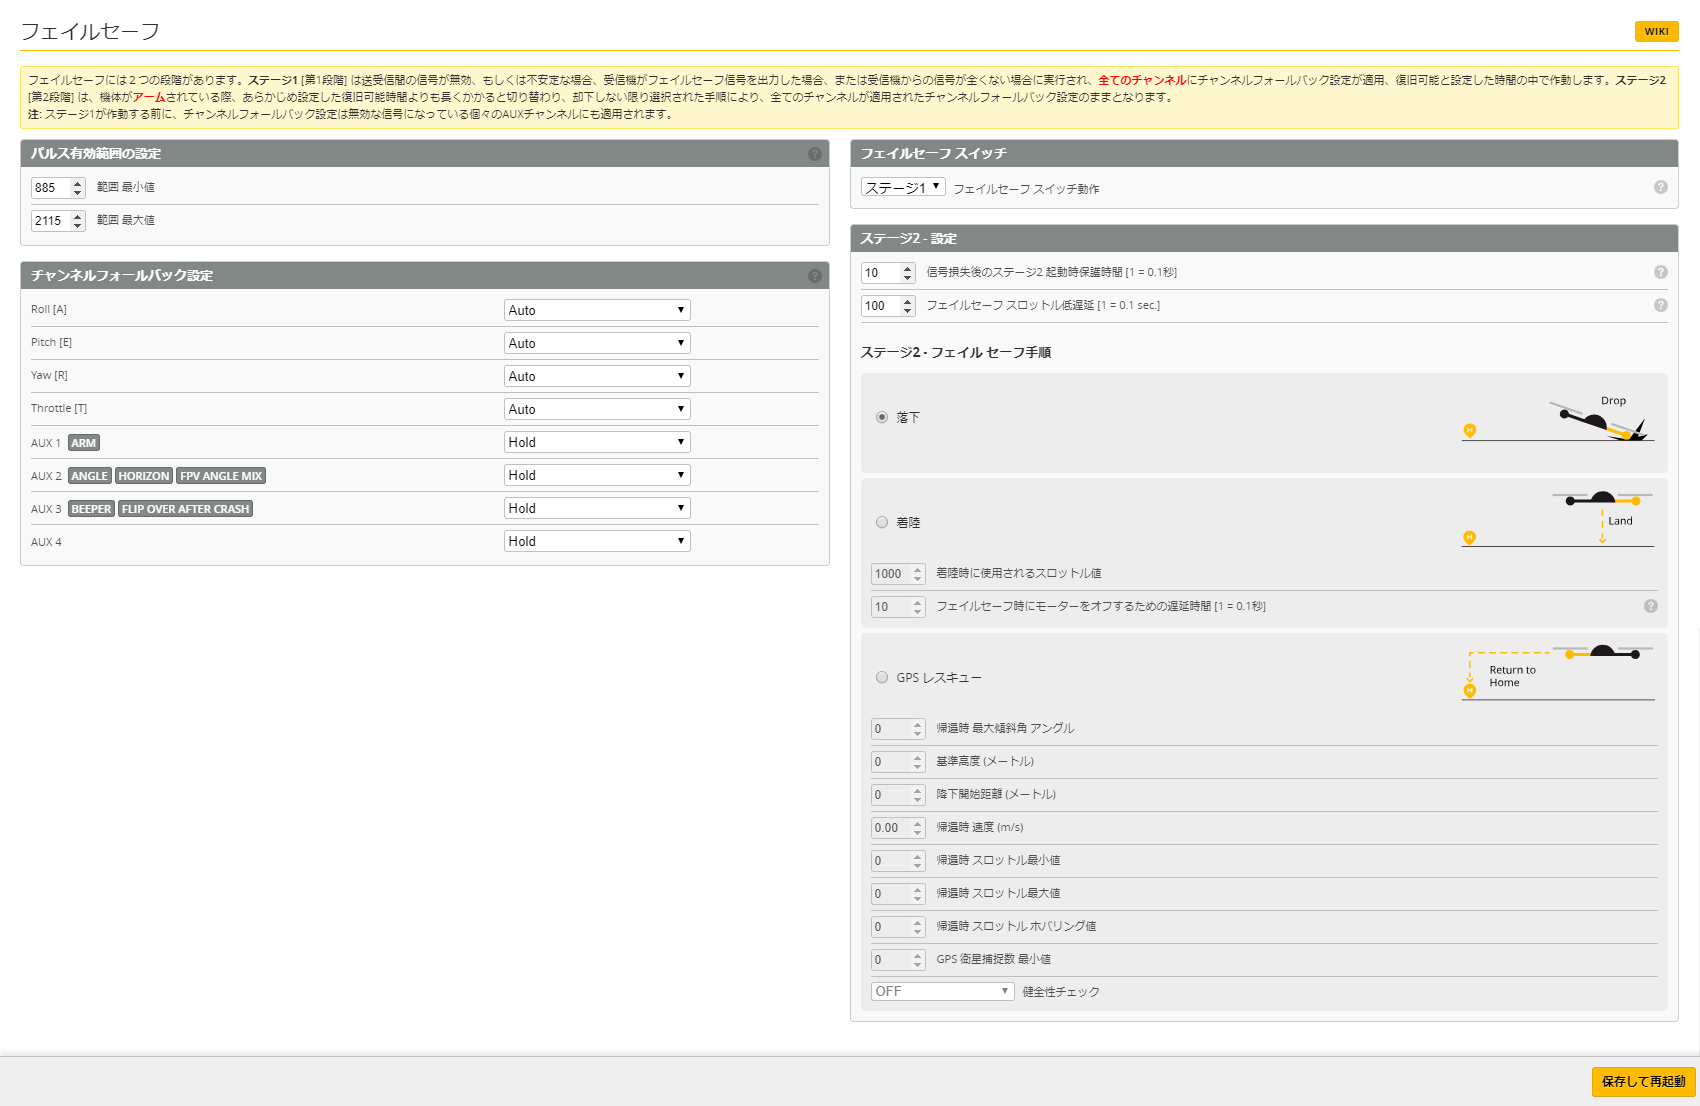 フェイルセーフ
WIKI
フェイルセーフには２つの段階があります。ステージ1 [第1段階] は送受信間の信号が無効、もしくは不安定な場合、受信機がフェイルセーフ信号を出力した場合、または受信機からの信号が全くない場合に実行され、全てのチャンネルにチャンネルフォールバック設定が適用、復旧可能と設定した時間の中で作動します。ステージ2
[第2段階] は、機体がアームされている際、あらかじめ設定した復旧可能時間よりも長くかかると切り替わり、却下しない限り選択された手順により、全てのチャンネルが適用されたチャンネルフォールバック設定のままとなります。
注: ステージ1が作動する前に、チャンネルフォールバック設定は無効な信号になっている個々のAUXチャンネルにも適用されます。
パルス有効範囲の設定
885 範囲 最小値
2115 範囲 最大値
チャンネルフォールバック設定
Roll [A] Auto
Pitch [E] Auto
Yaw [R] Auto
Throttle [T] Auto
AUX 1 ARM Hold
AUX 2 ANGLE HORIZON FPV ANGLE MIX Hold
AUX 3 BEEPER FLIP OVER AFTER CRASH Hold
AUX 4 Hold
フェイルセーフ スイッチ
ステージ1 フェイルセーフ スイッチ動作
ステージ2 - 設定
10 信号損失後のステージ2 起動時保護時間 [1 = 0.1秒]
100 フェイルセーフ スロットル低遅延 [1 = 0.1 sec.]
ステージ2 - フェイル セーフ手順
落下
Drop
着陸
Land
1000 着陸時に使用されるスロットル値
10 フェイルセーフ時にモーターをオフするための遅延時間 [1 = 0.1秒]
GPS レスキュー
Return to
Home
0 帰還時 最大傾斜角 アングル
0 基準高度 (メートル)
0 降下開始距離 (メートル)
0.00 帰還時 速度 (m/s)
0 帰還時 スロットル最小値
0 帰還時 スロットル最大値
0 帰還時 スロットル ホバリング値
0 GPS 衛星捕捉数 最小値
OFF 健全性チェック
保存して再起動